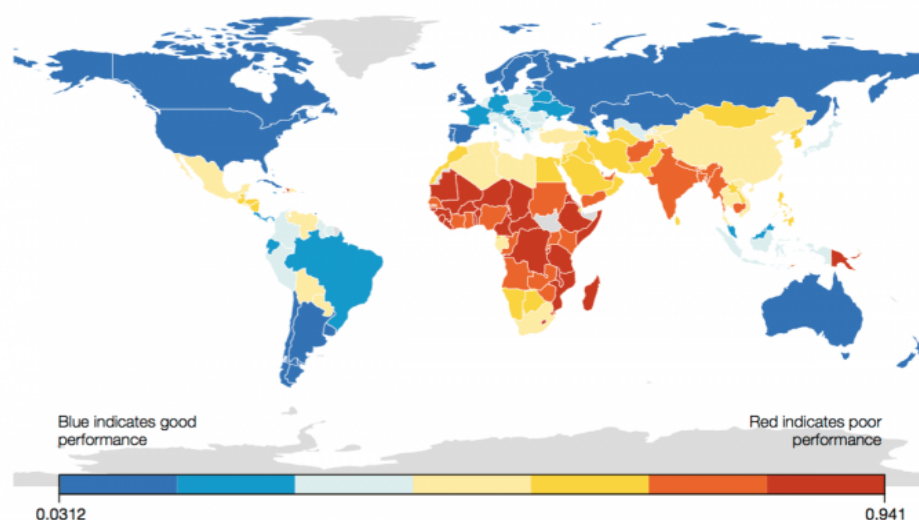 Blue indicates good
performance
Red indicates poor
performance
0.0312
0.941